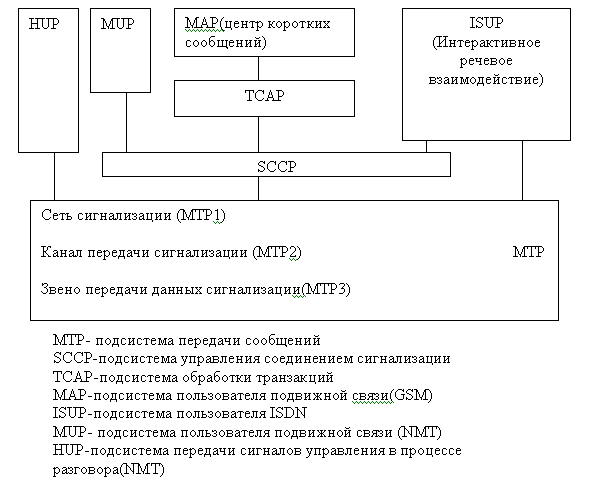 HUP
MUP
MAP(центр коротких
сообщений)
ISUP
(Интерактивное
речевое
взаимодействие)
TCAP
SCCP
Сеть сигнализации (MTP1)
Канал передачи сигнализации (MTP2)
MTP
Звено передачи данных сигнализации(MTP3)
MTP- подсистема передачи сообщений
SCCP-подсистема управления соединением сигнализации
TCAP-подсистема обработки транзакций
MAP-подсистема пользователя подвижной связи(GSM)
ISUP-подсистема пользователя ISDN
MUP- подсистема пользователя подвижной связи (NMT)
HUP-подсистема передачи сигналов управления в процессе
разговора(NMT)